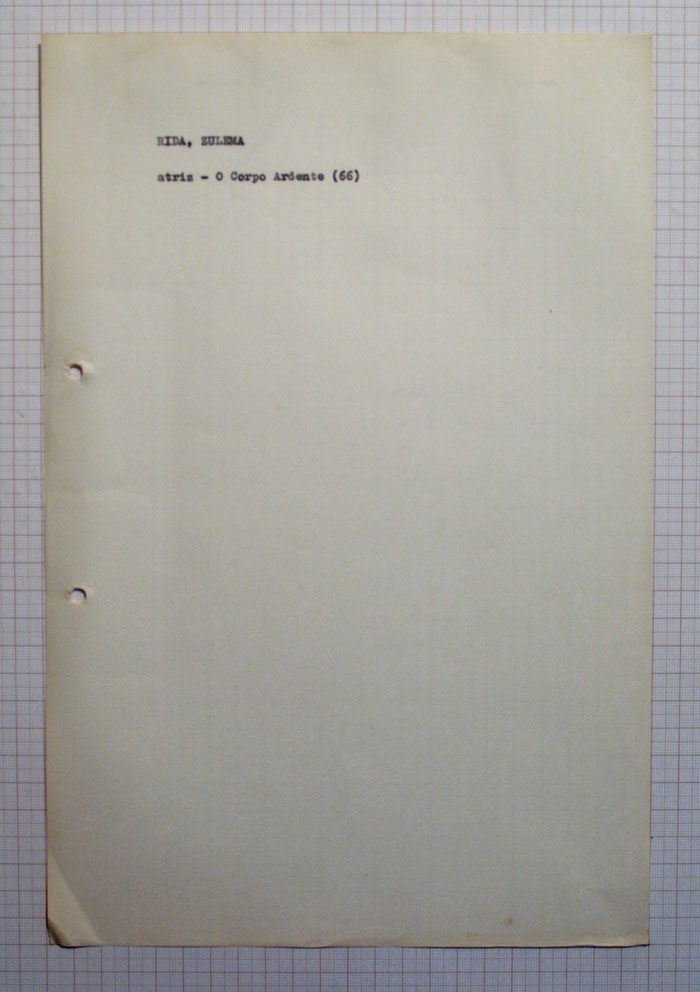 RIDA, ZULEMA
atriz - O Corpo Ardente (66)